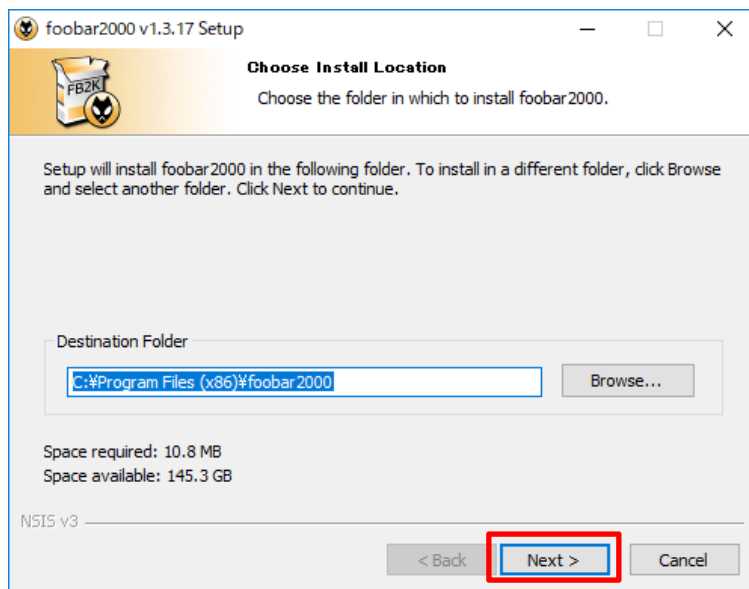 foobar2000 v1.3.17 Setup
FB2K
Choose Install Location
Choose the folder in which to install foobar2000.
Setup will install foobar2000 in the following folder. To install in a different folder, click Browse
and select another folder. Click Next to continue.
Destination Folder
C:¥Program Files (x86)¥foobar2000
Browse...
Space required: 10.8 MB
Space available: 145.3 GB
NSIS v3
< Back
Next >
Cancel